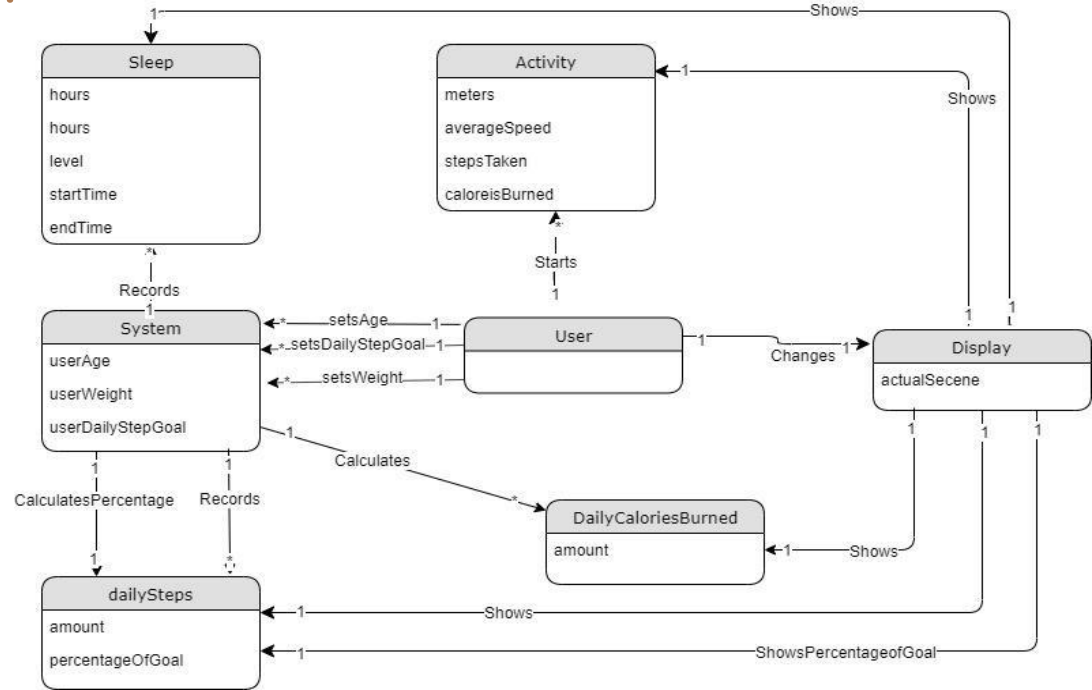 Shows
1
Sleep
hours
hours
level
startTime
endTime
Activity
meters
averageSpeed
stepsTaken
caloreisBurned
1
Shows
*
Records
1
*
Starts
1
1
1
System
userAge
userWeight
userDailyStepGoal
* setsAge 1
* setsDailyStepGoal 1
* setsWeight 1
User
1 Changes 1
Display
actualSecene
1
Calculates
*
1
1
1
1
1
CalculatesPercentage
Records
1
*
DailyCaloriesBurned
amount
1 Shows
dailySteps
amount
percentageOfGoal
1 Shows
1 ShowsPercentageofGoal